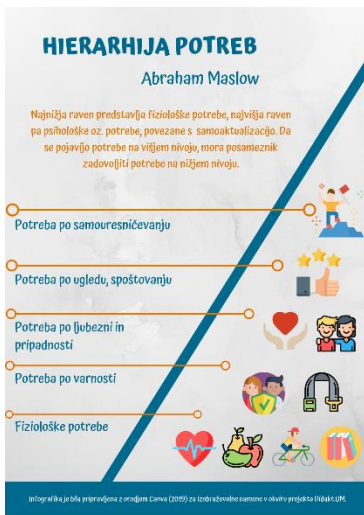 HIERARHIJA POTREB
Abraham Maslow
Najnižja raven predstavlja fiziološke potrebe, najvišja raven
pa psihološke oz. potrebe, povezane s samoaktualizacijo. Da
se pojavijo potrebe na višjem nivoju, mora posameznik
zadovoljiti potrebe na nižjem nivoju.
Potreba po samouresničevanju
Potreba po ugledu, spoštovanju
Potreba po ljubezni in
pripadnosti
Potreba po varnosti
Fiziološke potrebe
Infografika je bila pripravljena z orodjem Canva (2019) za izobraževalne namene v okviru projekta Didakt.UM.